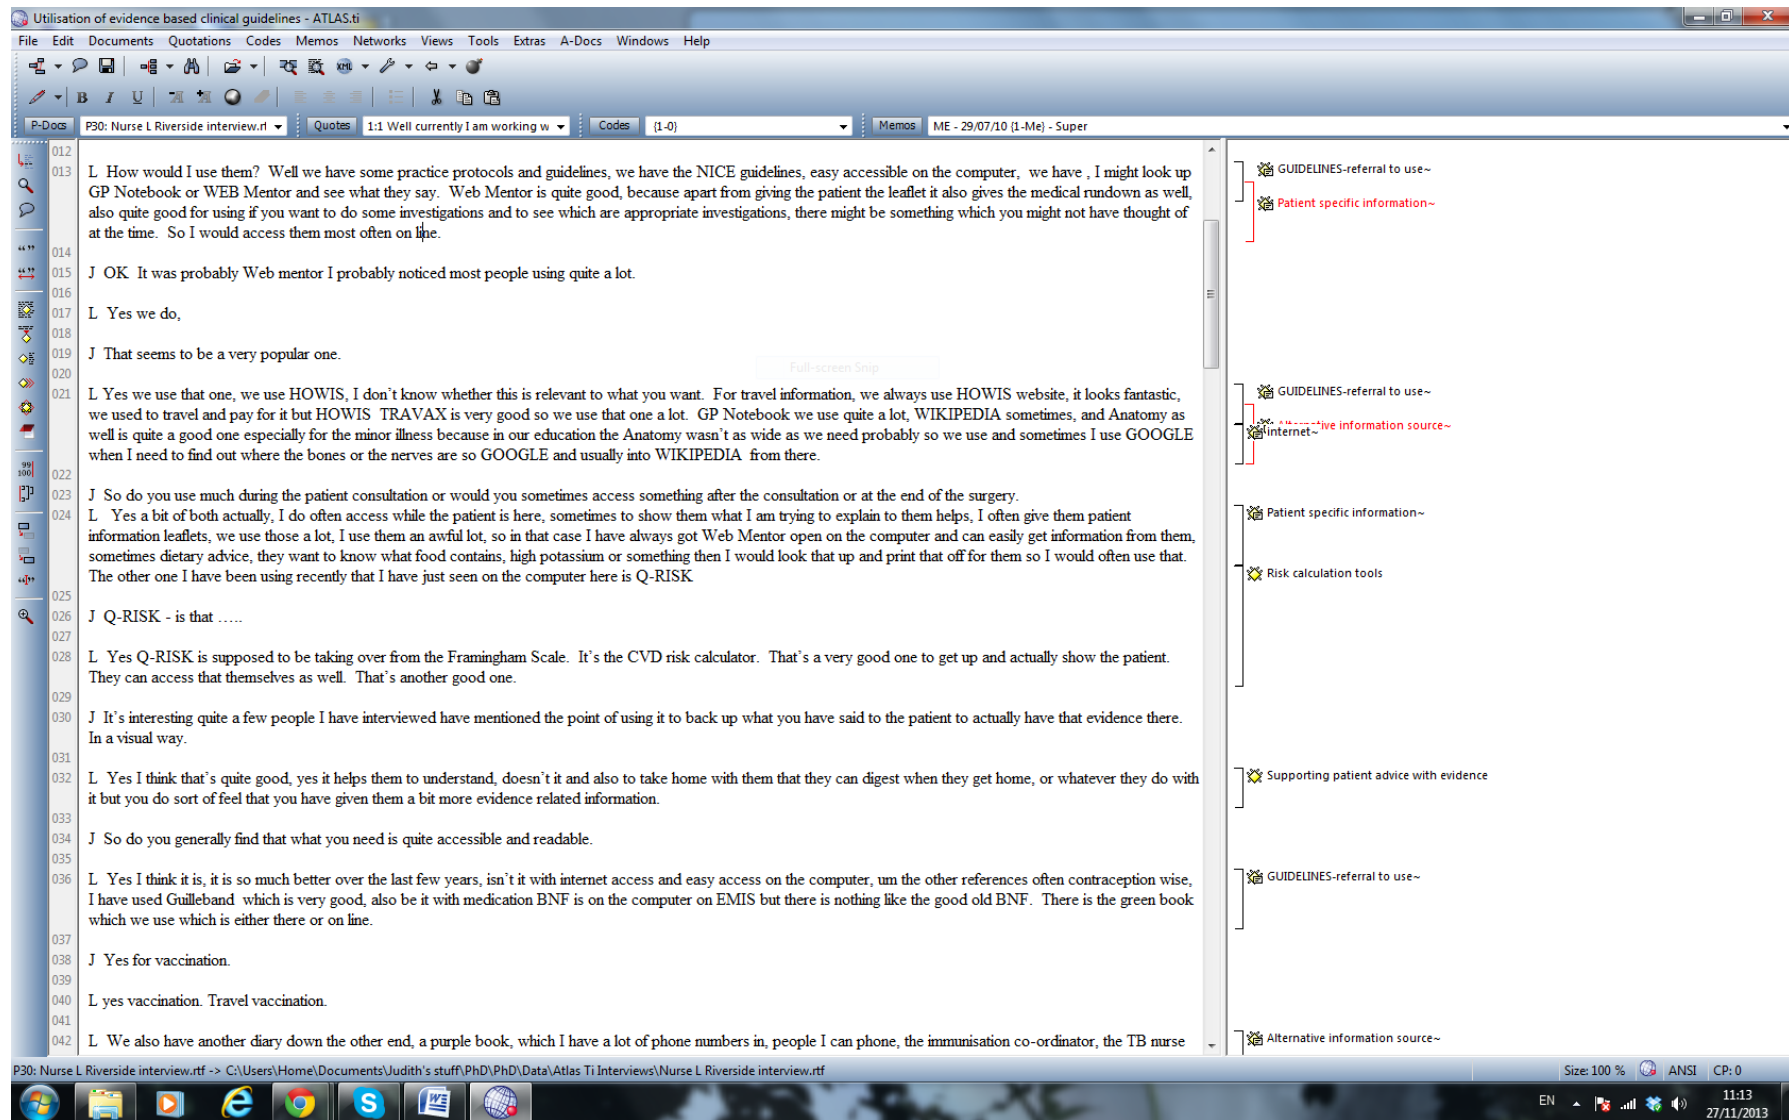 Utilisation of evidence based clinical guidelines - ATLAS.ti
File Edit Documents Quotations Codes Memos Networks Views Tools Extras A-Docs Windows Help
XML
B I U
P-Docs P30: Nurse L Riverside interview.rt Quotes 1:1 Well currently I am working w Codes {1-0} Memos ME - 29/07/10 {1-Me} - Super
012
013 L How would I use them? Well we have some practice protocols and guidelines, we have the NICE guidelines, easy accessible on the computer, we have , I might look up
GP Notebook or WEB Mentor and see what they say. Web Mentor is quite good, because apart from giving the patient the leaflet it also gives the medical rundown as well,
also quite good for using if you want to do some investigations and to see which are appropriate investigations, there might be something which you might not have thought of
at the time. So I would access them most often on line.
GUIDELINES-referral to use~
Patient specific information~
014
015 J OK It was probably Web mentor I probably noticed most people using quite a lot.
016
017 L Yes we do,
018
019 J That seems to be a very popular one.
Full-screen Snip
020
021 L Yes we use that one, we use HOWIS, I don't know whether this is relevant to what you want. For travel information, we always use HOWIS website, it looks fantastic,
we used to travel and pay for it but HOWIS TRAVAX is very good so we use that one a lot. GP Notebook we use quite a lot, WIKIPEDIA sometimes, and Anatomy as
well is quite a good one especially for the minor illness because in our education the Anatomy wasn't as wide as we need probably so we use and sometimes I use GOOGLE
when I need to find out where the bones or the nerves are so GOOGLE and usually into WIKIPEDIA from there.
GUIDELINES-referral to use~
Alternative information source~
internet~
022
023 J So do you use much during the patient consultation or would you sometimes access something after the consultation or at the end of the surgery.
024 L Yes a bit of both actually, I do often access while the patient is here, sometimes to show them what I am trying to explain to them helps, I often give them patient
information leaflets, we use those a lot, I use them an awful lot, so in that case I have always got Web Mentor open on the computer and can easily get information from them,
sometimes dietary advice, they want to know what food contains, high potassium or something then I would look that up and print that off for them so I would often use that.
The other one I have been using recently that I have just seen on the computer here is Q-RISK
Patient specific information~
Risk calculation tools
025
026 J Q-RISK - is that .....
027
028 L Yes Q-RISK is supposed to be taking over from the Framingham Scale. It's the CVD risk calculator. That's a very good one to get up and actually show the patient.
They can access that themselves as well. That's another good one.
029
030 J It's interesting quite a few people I have interviewed have mentioned the point of using it to back up what you have said to the patient to actually have that evidence there.
In a visual way.
031
032 L Yes I think that's quite good, yes it helps them to understand, doesn't it and also to take home with them that they can digest when they get home, or whatever they do with
it but you do sort of feel that you have given them a bit more evidence related information.
Supporting patient advice with evidence
033
034 J So do you generally find that what you need is quite accessible and readable.
035
036 L Yes I think it is, it is so much better over the last few years, isn't it with internet access and easy access on the computer, um the other references often contraception wise,
I have used Guilleband which is very good, also be it with medication BNF is on the computer on EMIS but there is nothing like the good old BNF. There is the green book
which we use which is either there or on line.
GUIDELINES-referral to use~
037
038 J Yes for vaccination.
039
040 L yes vaccination. Travel vaccination.
041
042 L We also have another diary down the other end, a purple book, which I have a lot of phone numbers in, people I can phone, the immunisation co-ordinator, the TB nurse
Alternative information source~
P30: Nurse L Riverside interview.rtf -> C:\Users\Home\Documents\Judith's stuff\PhD\PhD\Data\Atlas Ti Interviews\Nurse L Riverside interview.rtf Size: 100 % ANSI CP: 0
EN 11:13
27/11/2013